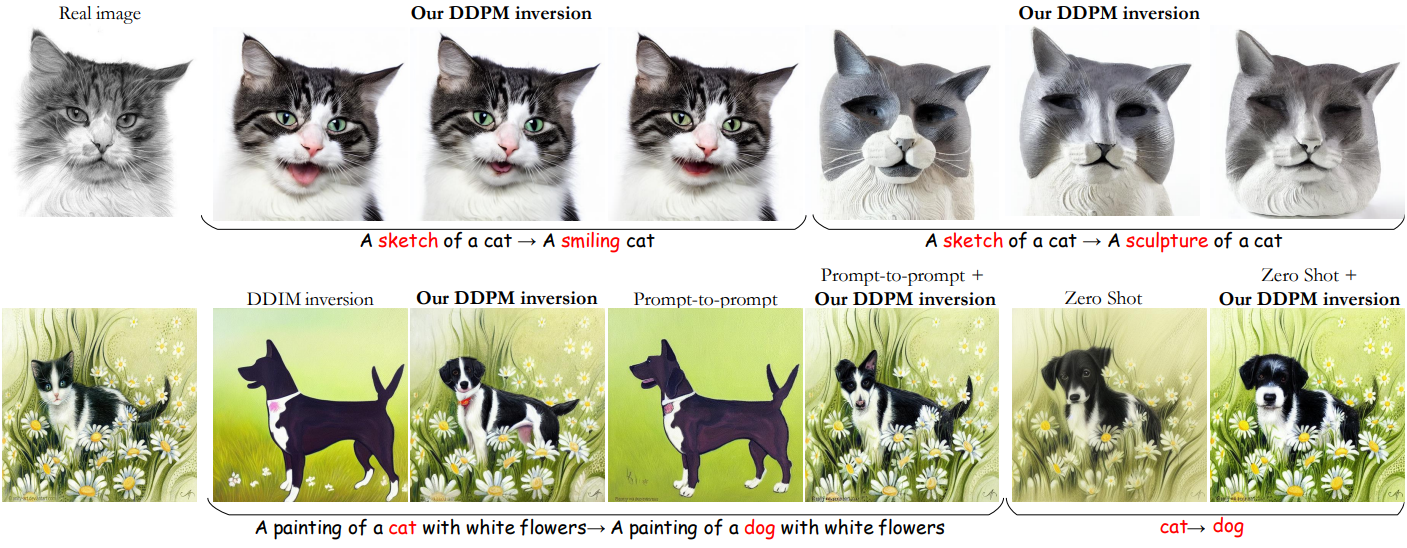 Real image
Our DDPM inversion
Our DDPM inversion
A sketch of a cat → A smiling cat
A sketch of a cat → A sculpture of a cat
DDIM inversion
Our DDPM inversion
Prompt-to-prompt
Prompt-to-prompt +
Our DDPM inversion
Zero Shot
Zero Shot +
Our DDPM inversion
A painting of a cat with white flowers→ A painting of a dog with white flowers
cat→ dog